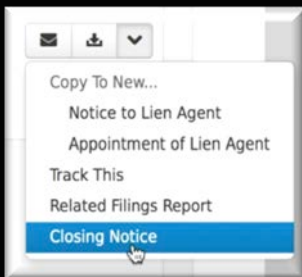 Copy To New...
Notice to Lien Agent
Appointment of Lien Agent
Track This
Related Filings Report
Closing Notice